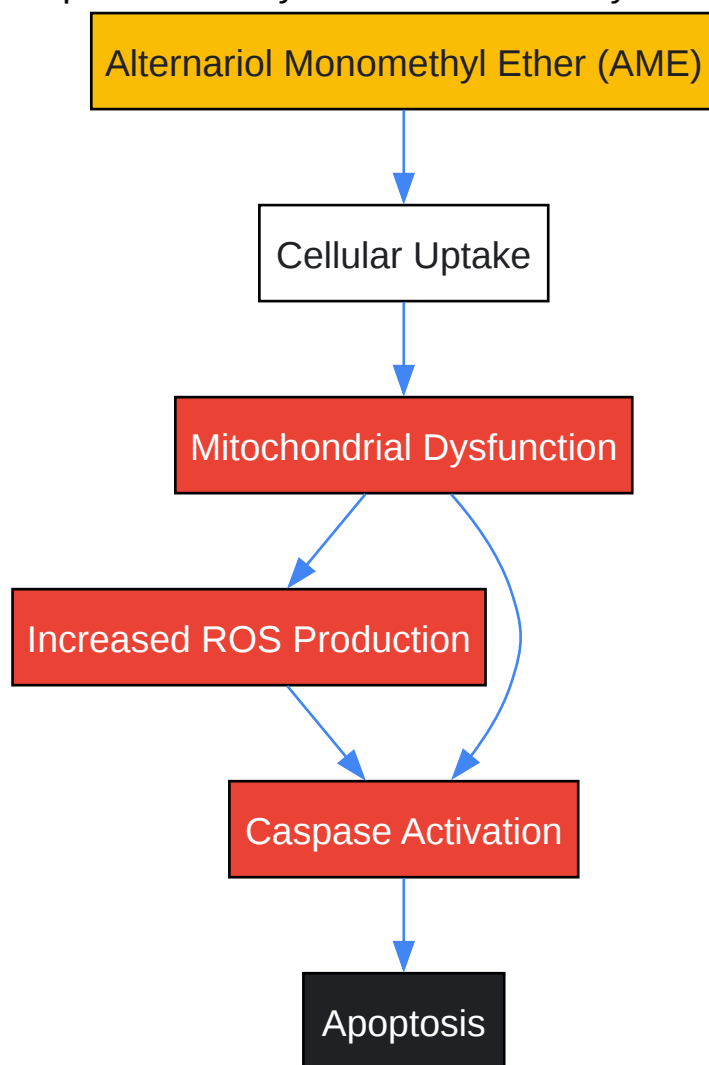 Alternariol Monomethyl Ether (AME)
Cellular Uptake
Mitochondrial Dysfunction
Increased ROS Production
Caspase Activation
Apoptosis